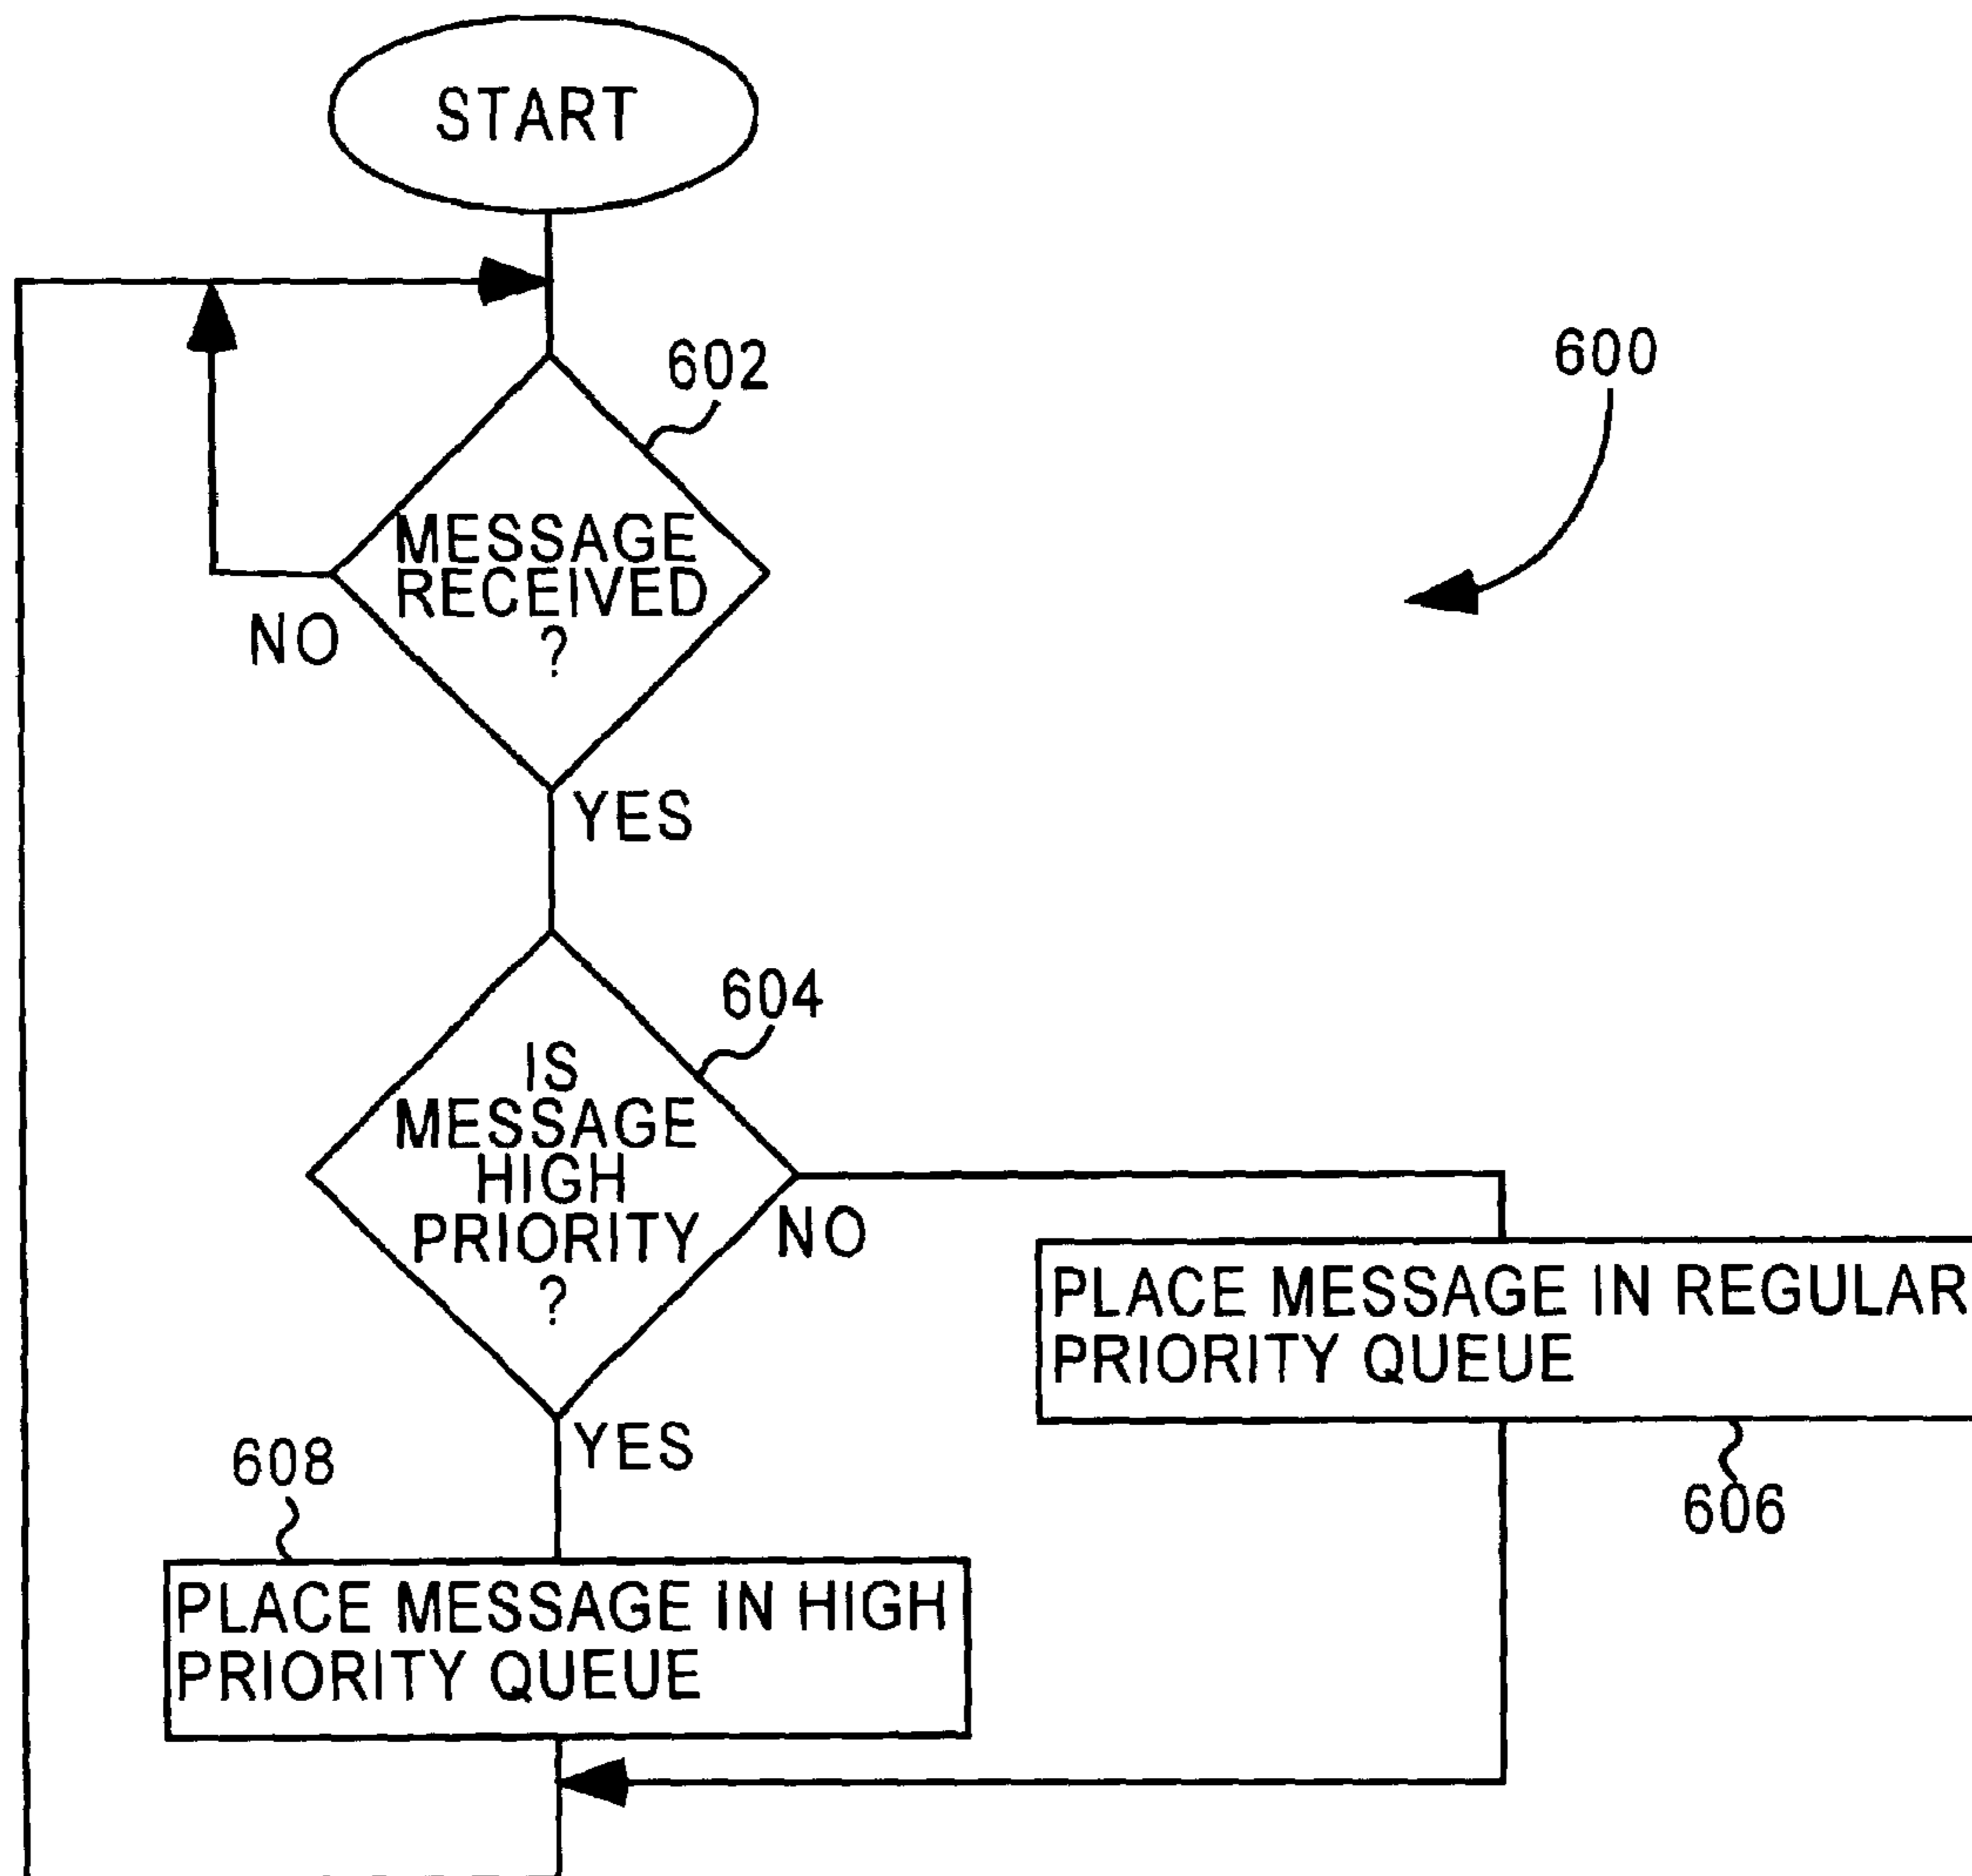 START
602
600
MESSAGE
RECEIVED
?
NO
YES
604
IS
MESSAGE
HIGH
PRIORITY
?
NO
PLACE MESSAGE IN REGULAR
PRIORITY QUEUE
YES
608
606
PLACE MESSAGE IN HIGH
PRIORITY QUEUE